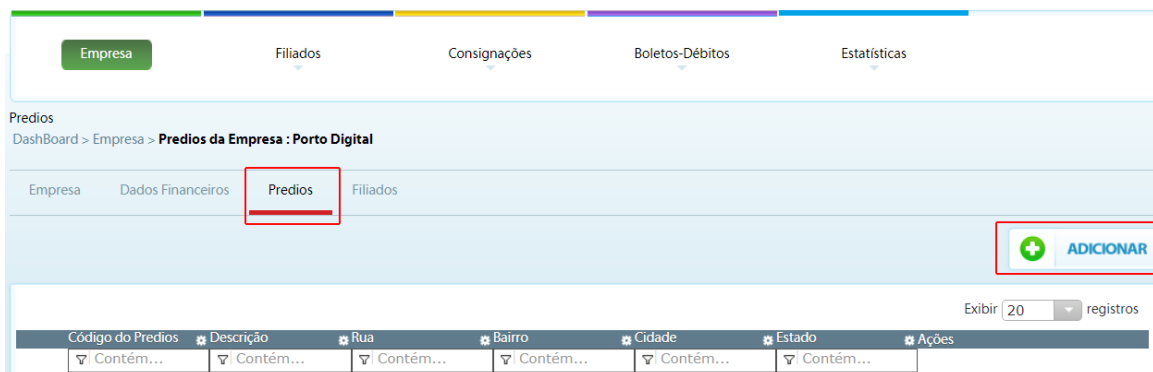 Empresa Filiados Consignações Boletos-Débitos Estatísticas
Predios
DashBoard > Empresa > Predios da Empresa : Porto Digital
Empresa Dados Financeiros Predios Filiados
ADICIONAR
Exibir 20 registros
Código do Predios Descrição Rua Bairro Cidade Estado Ações
Contém... Contém... Contém... Contém... Contém... Contém...